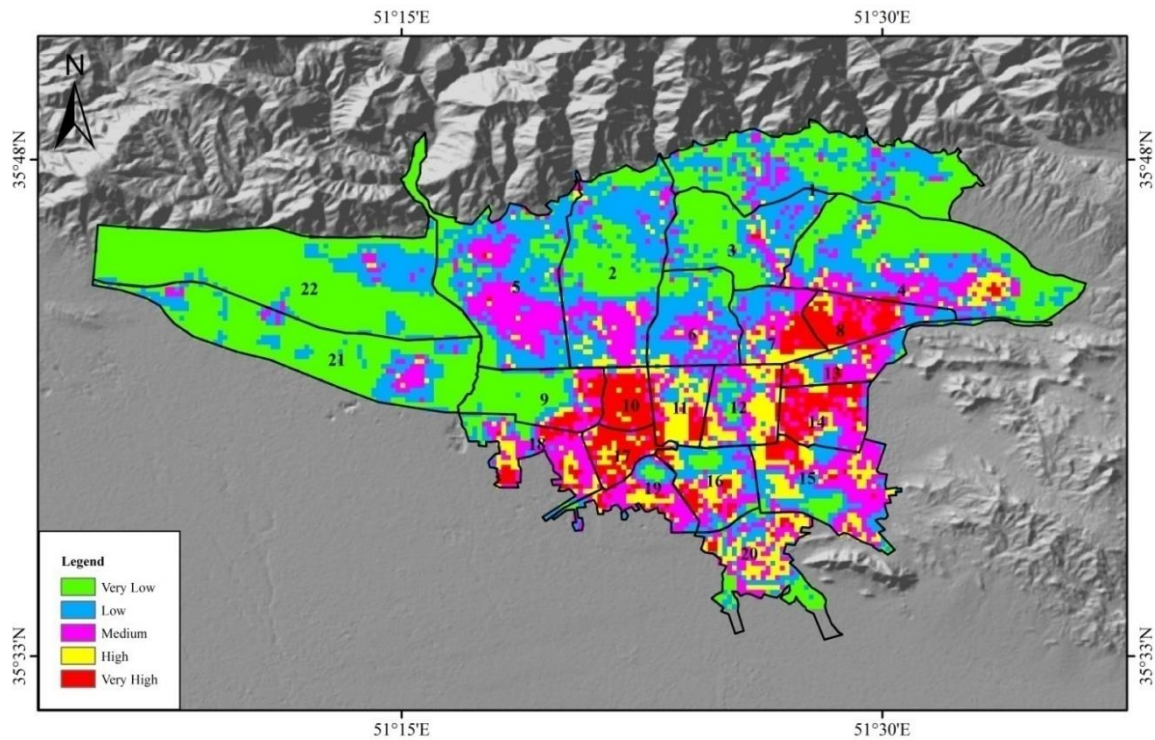 51°15'E 51°30'E
N
35°48'N 35°48'N
1
2 3
5 4
22
6 8
21 7
13
9 10 11 12
14
18 17
19 16 15
20
Legend
Very Low
Low
Medium
High
Very High
35°33'N 35°33'N
51°15'E 51°30'E